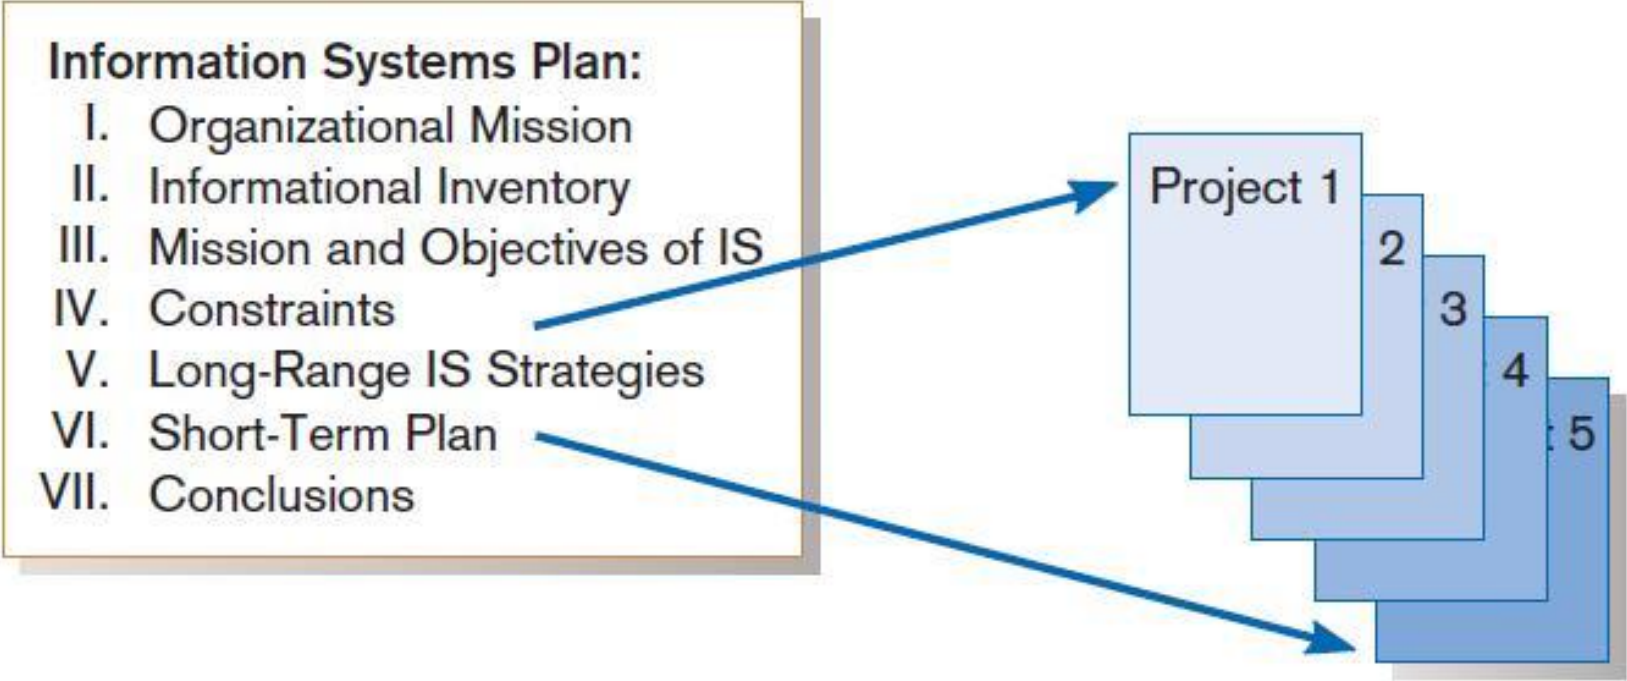 Information Systems Plan:
I. Organizational Mission
II. Informational Inventory
III. Mission and Objectives of IS
IV. Constraints
V. Long-Range IS Strategies
VI. Short-Term Plan
VII. Conclusions
Project 1
2
3
4
t 5